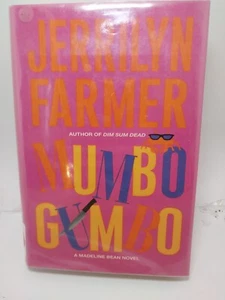 JERRILYN
FARMER
AUTHOR OF DIM SUM DEAD
MUMBO
GUMBO
A MADELINE BEAN NOVEL